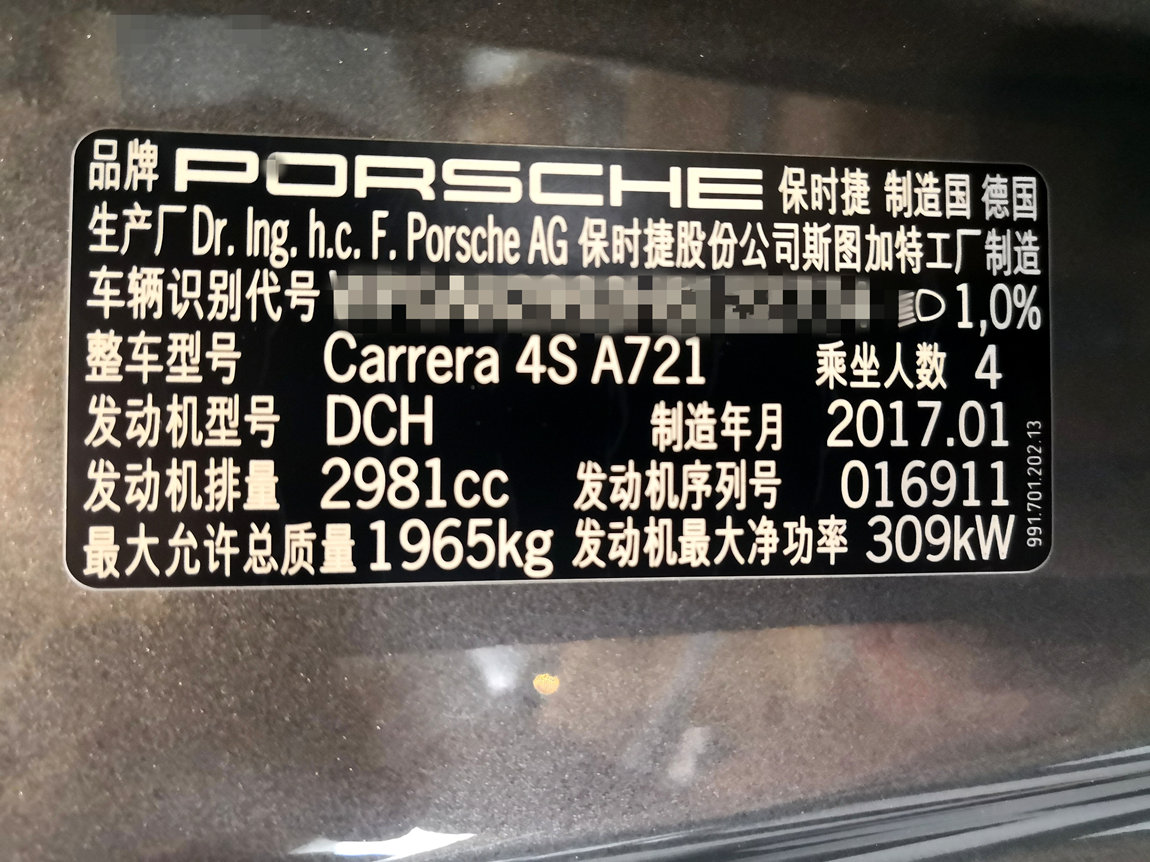 品牌 PORSCHE 保时捷 制造国 德国
生产厂 Dr. Ing. h.c. F. Porsche AG 保时捷股份公司斯图加特工厂制造
车辆识别代号 1,0%
整车型号 Carrera 4S A721 乘坐人数 4
发动机型号 DCH 制造年月 2017.01
发动机排量 2981cc 发动机序列号 016911
最大允许总质量 1965kg 发动机最大净功率 309kW
991.701.202.13